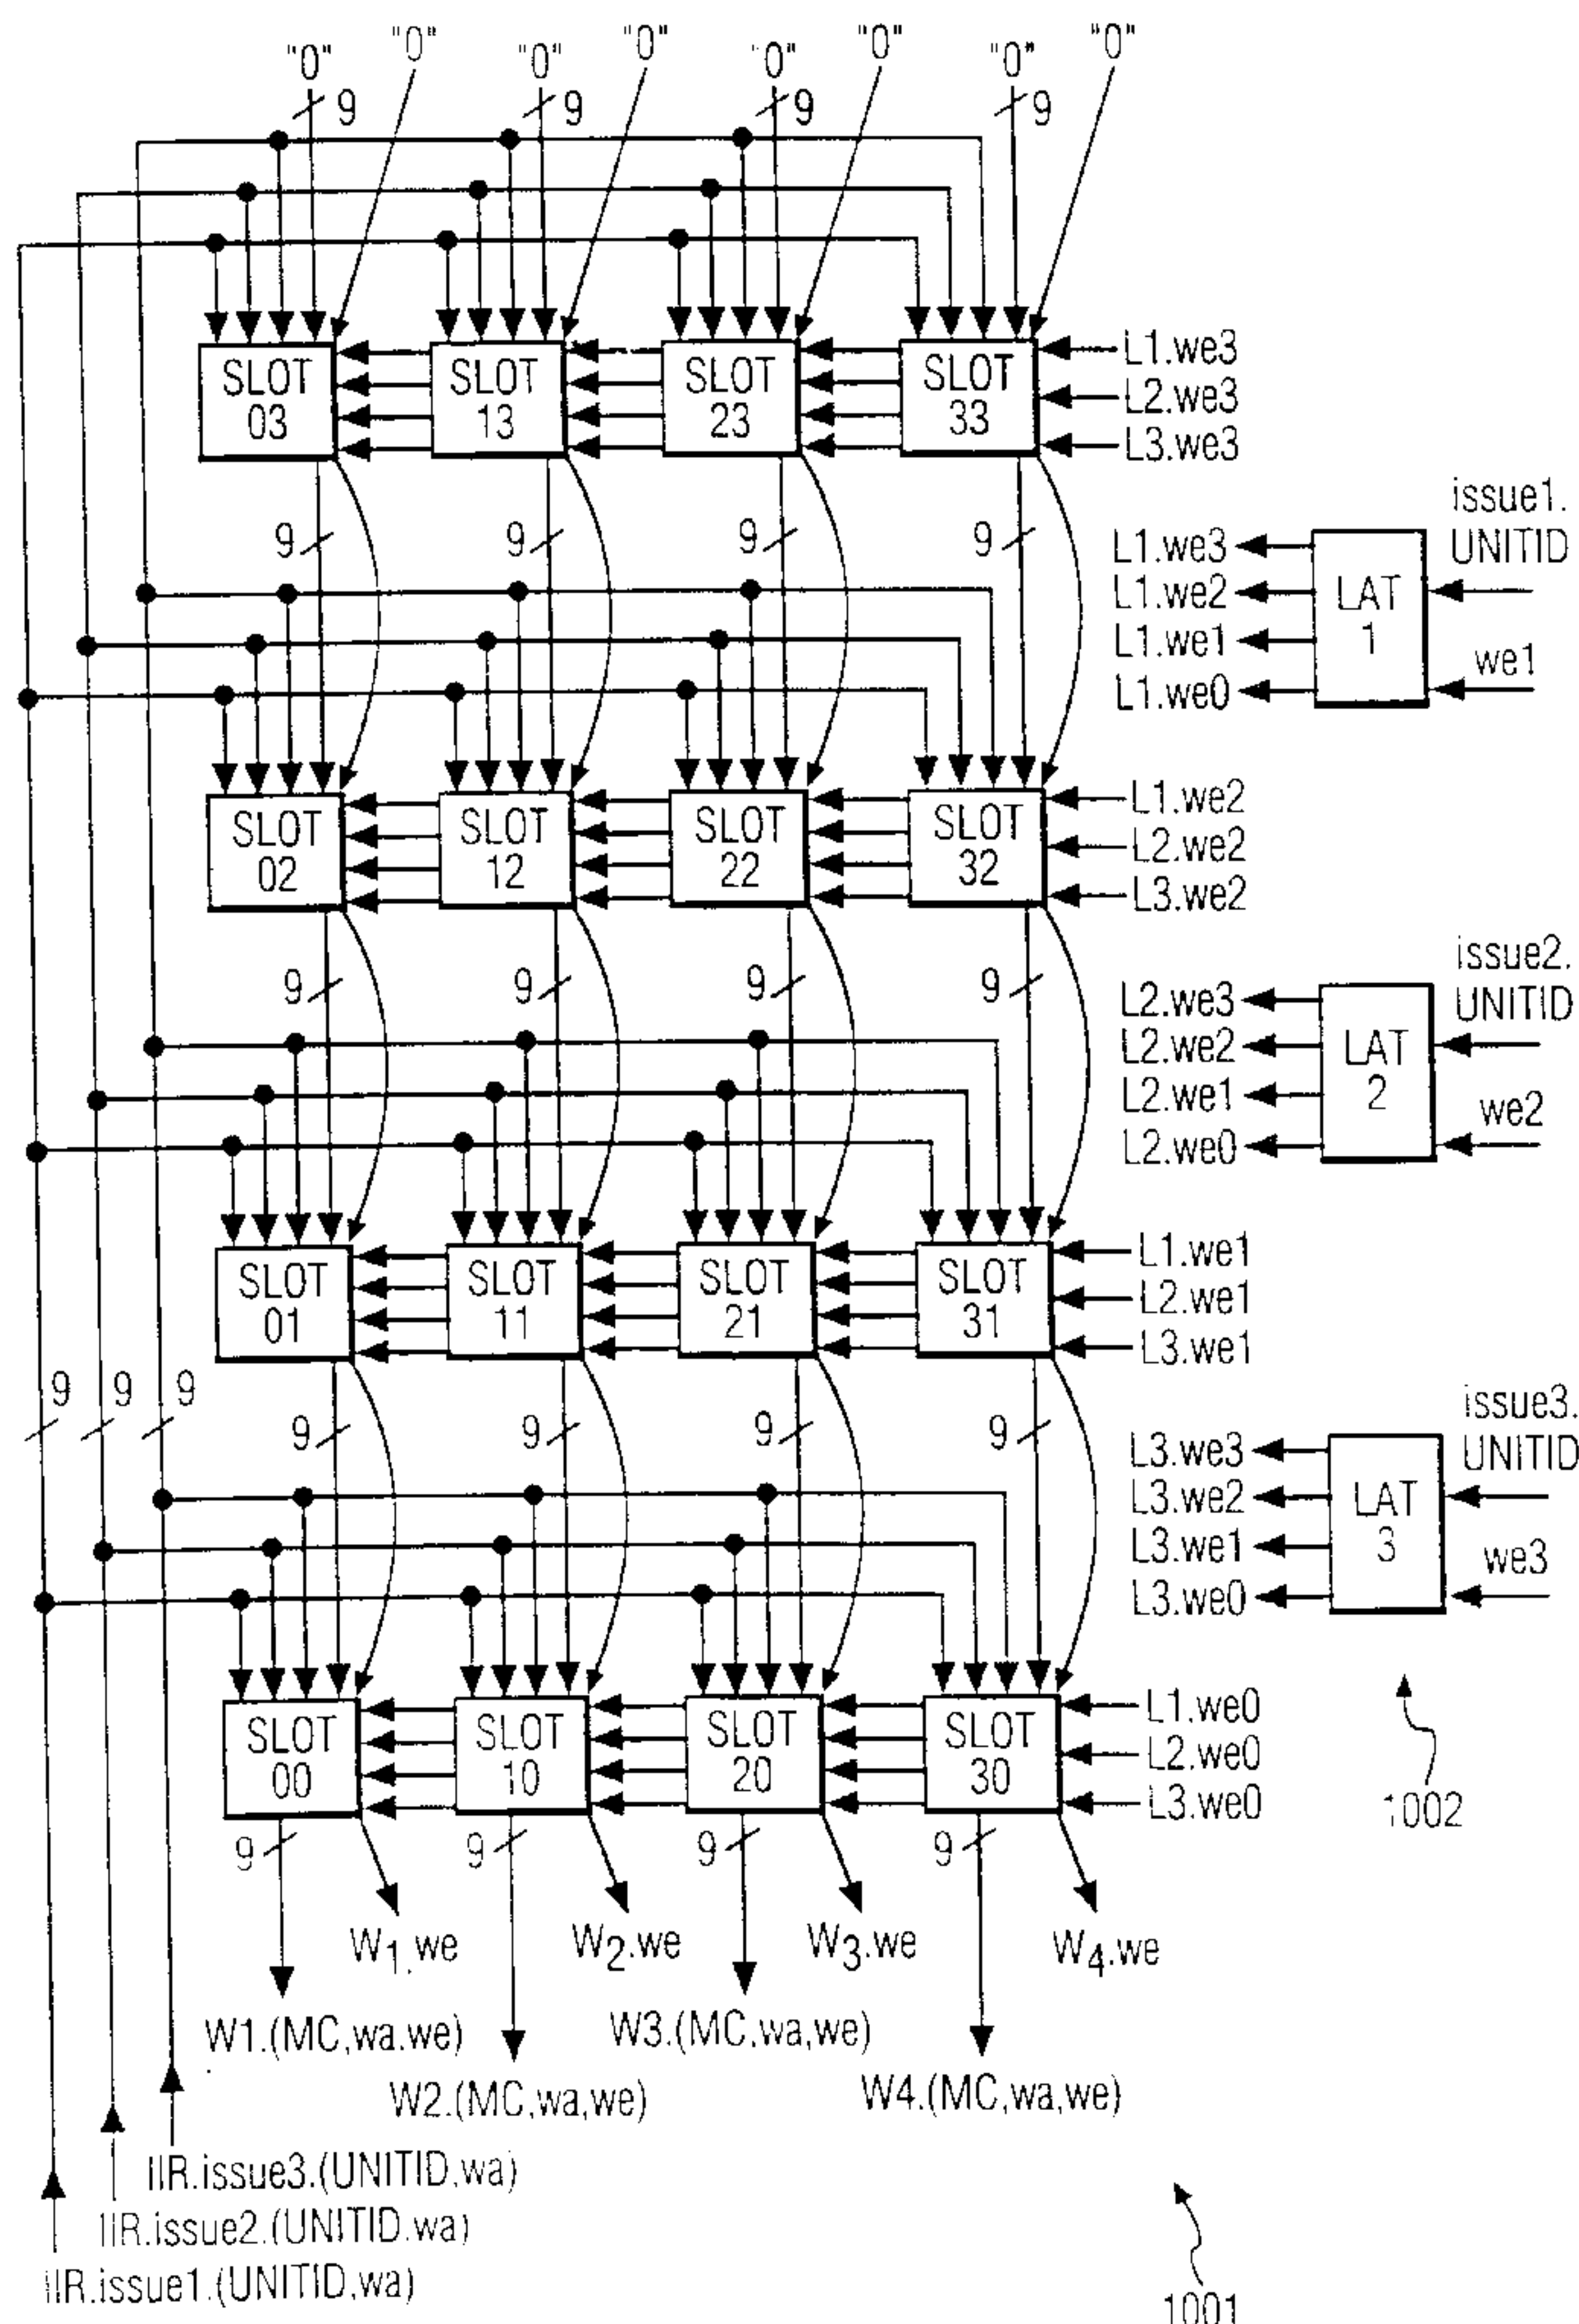 "0" "0" "0" "0" "0" "0" "0" "0"
9 9 9 9
SLOT 03
SLOT 13
SLOT 23
SLOT 33
L1.we3
L2.we3
L3.we3
9 9 9 9
issue1.
UNITID
L1.we3
L1.we2
L1.we1
L1.we0
LAT 1
we1
SLOT 02
SLOT 12
SLOT 22
SLOT 32
L1.we2
L2.we2
L3.we2
9 9 9 9
issue2.
UNITID
L2.we3
L2.we2
L2.we1
L2.we0
LAT 2
we2
SLOT 01
SLOT 11
SLOT 21
SLOT 31
L1.we1
L2.we1
L3.we1
9 9 9
9 9 9 9
issue3.
UNITID
L3.we3
L3.we2
L3.we1
L3.we0
LAT 3
we3
SLOT 00
SLOT 10
SLOT 20
SLOT 30
L1.we0
L2.we0
L3.we0
1002
9 9 9 9
W1.we W2.we W3.we W4.we
W1.(MC,wa.we) W3.(MC,wa,we)
W2.(MC,wa,we) W4.(MC,wa,we)
IIR.issue3.(UNITID.wa)
IIR.issue2.(UNITID.wa)
IIR.issue1.(UNITID,wa)
1001